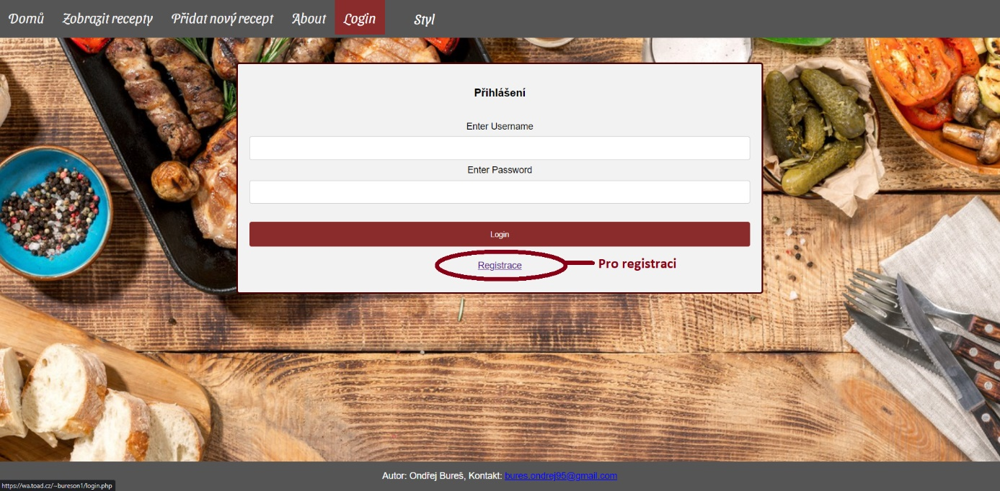 Domů Zobrazit recepty Přidat nový recept About Login Styl
Přihlášení
Enter Username
Enter Password
Login
Registrace
Pro registraci
Autor: Ondřej Bureš, Kontakt: bures.ondrej95@gmail.com
https://wa.toad.cz/~bureson1/login.php